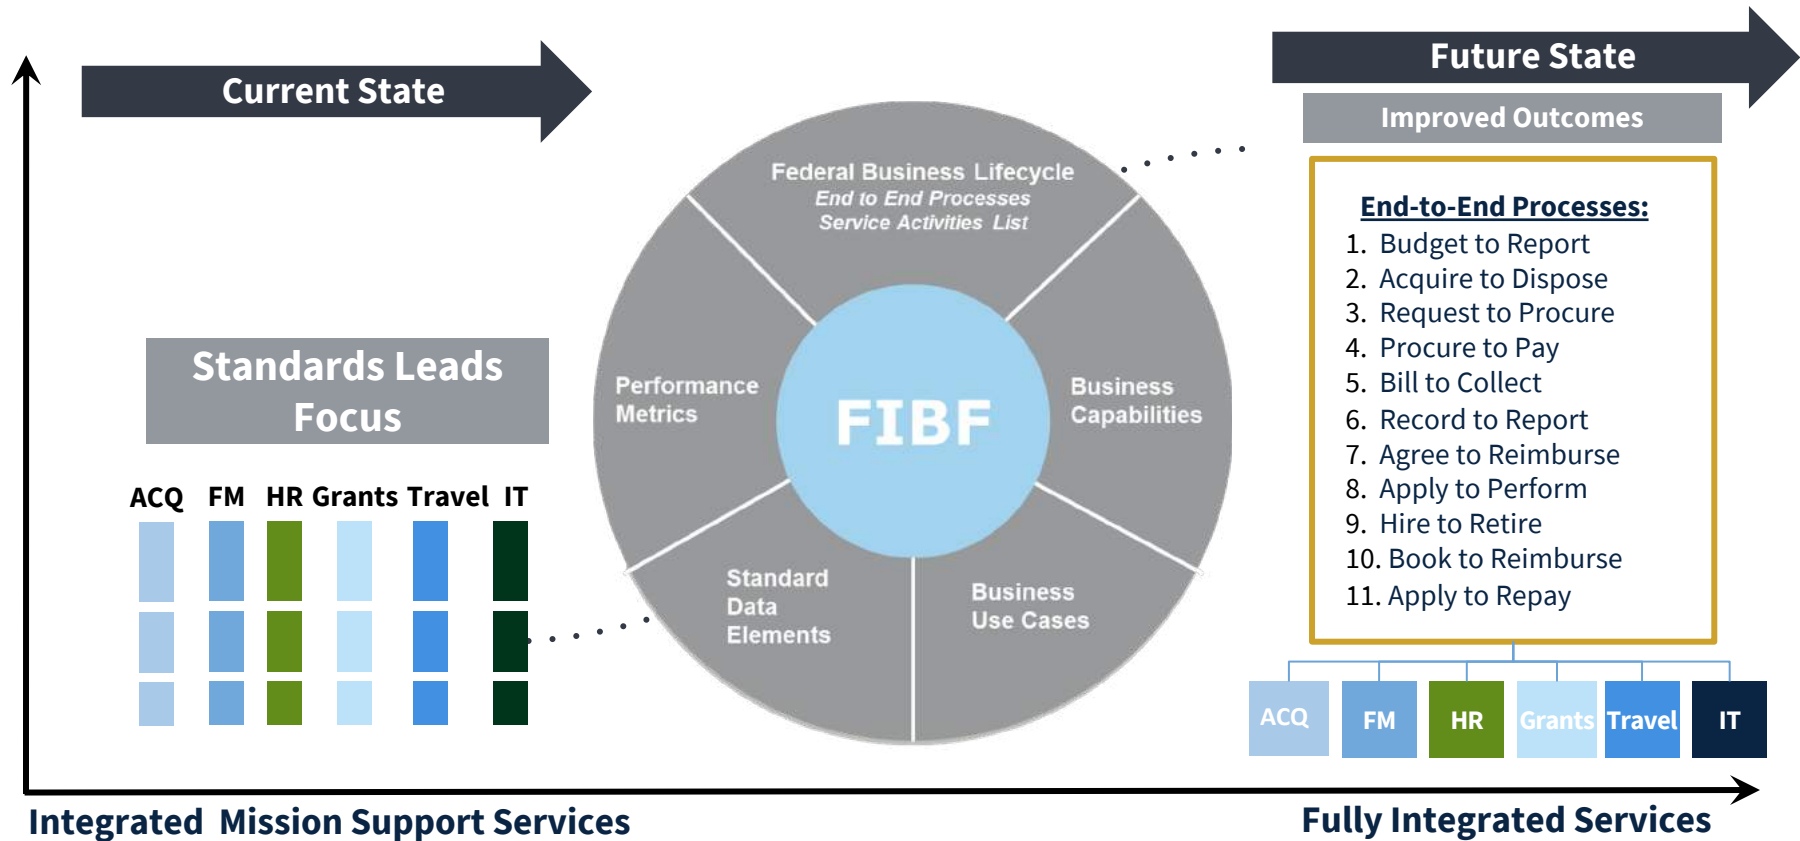 Current State
Future State
Improved Outcomes
Standards Leads
Focus
ACQ FM HR Grants Travel IT
Federal Business Lifecycle
End to End Processes
Service Activities List
Performance
Metrics
FIBF
Business
Capabilities
Standard
Data
Elements
Business
Use Cases
End-to-End Processes:
1. Budget to Report
2. Acquire to Dispose
3. Request to Procure
4. Procure to Pay
5. Bill to Collect
6. Record to Report
7. Agree to Reimburse
8. Apply to Perform
9. Hire to Retire
10. Book to Reimburse
11. Apply to Repay
ACQ FM HR Grants Travel IT
Integrated Mission Support Services
Fully Integrated Services